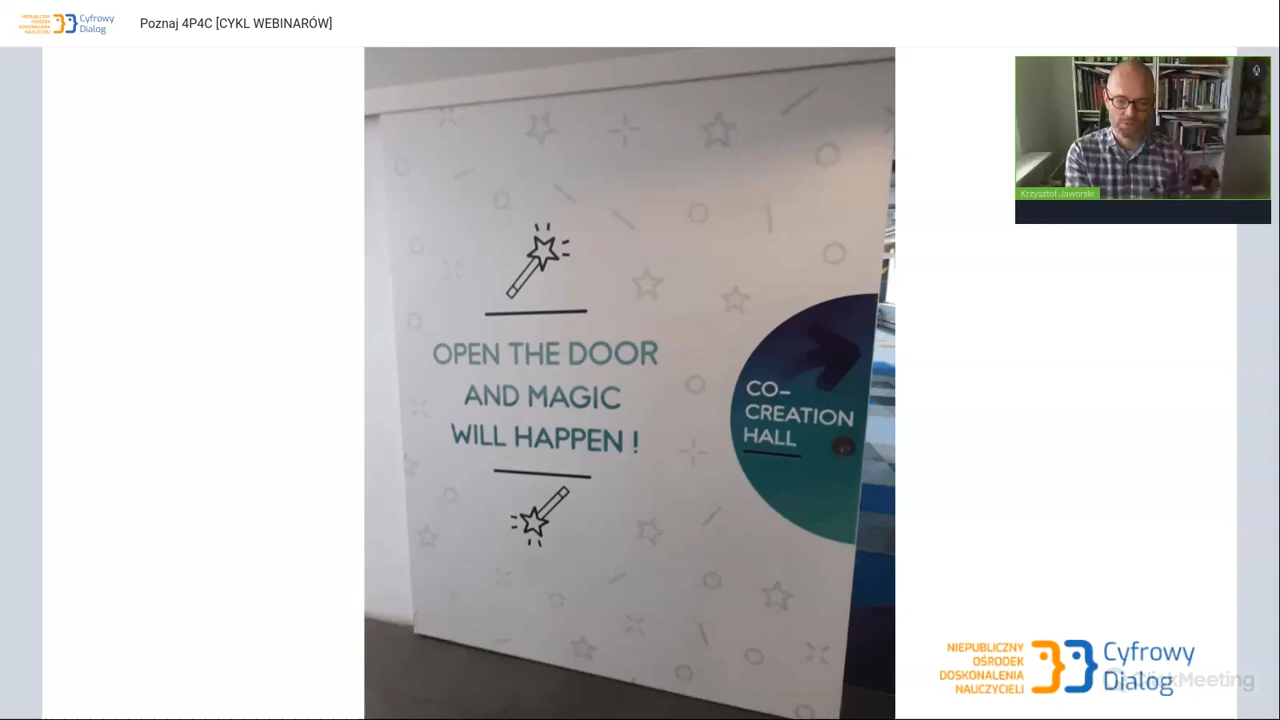 NIEPUBLICZNY
OŚRODEK
DOSKONALENIA
NAUCZYCIELI
Cyfrowy
Dialog
Poznaj 4P4C [CYKL WEBINARÓW]
Krzysztof Jaworski
OPEN THE DOOR
AND MAGIC
WILL HAPPEN !
CO-
CREATION
HALL
NIEPUBLICZNY
OŚRODEK
DOSKONALENIA
NAUCZYCIELI
Cyfrowy
Dialog
ClickMeeting